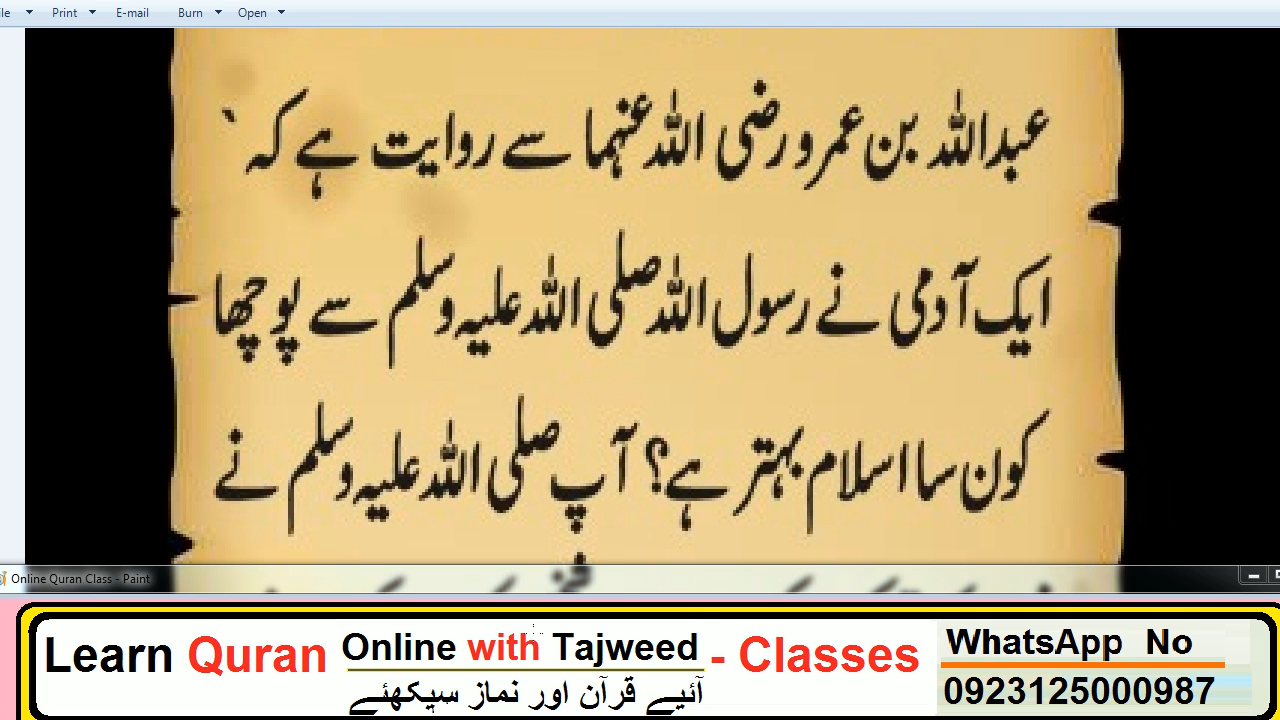 Print
E-mail
Burn
Open
عبداللہ بن عمرو رضی اللہ عنہما سے روایت ہے کہ
ایک آدمی نے رسول اللہ صلی اللہ علیہ وسلم سے پوچھا
کون سا اسلام بہتر ہے؟ آپ صلی اللہ علیہ وسلم نے
Online Quran Class - Paint
Learn Quran Online with Tajweed - Classes
آئیے قرآن اور نماز سیکھئے
WhatsApp No
0923125000987